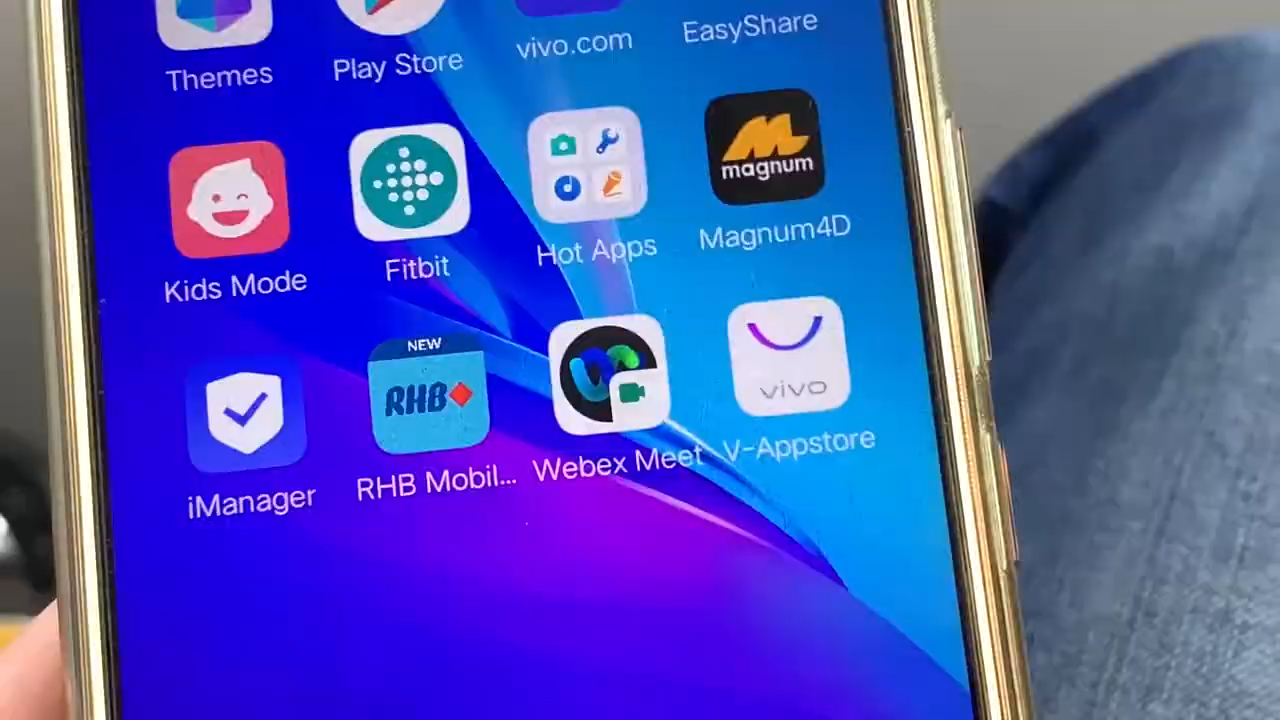 Themes
Play Store
vivo.com
EasyShare
magnum
Kids Mode
Fitbit
Hot Apps
Magnum4D
NEW
RHB
vivo
iManager
RHB Mobil...
Webex Meet
V-Appstore